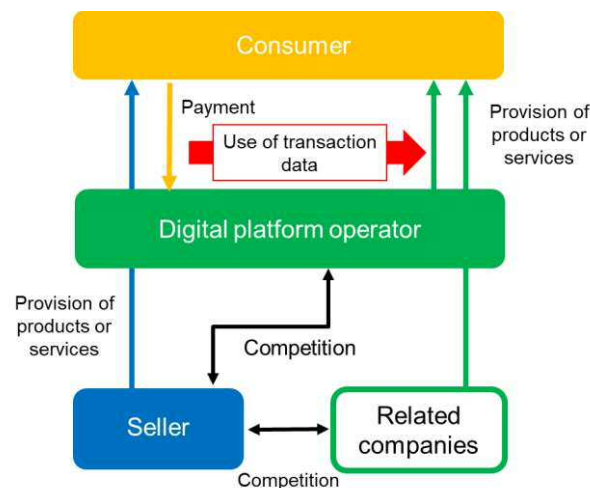 Consumer
Payment
Provision of
products or
services
Use of transaction
data
Digital platform operator
Provision of
products or
services
Competition
Seller
Related
companies
Competition